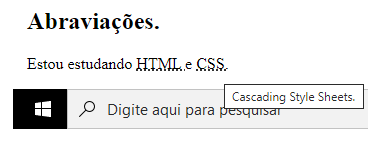 Abraviações.
Estou estudando HTML e CSS.
Cascading Style Sheets.
Digite aqui para pesquisar